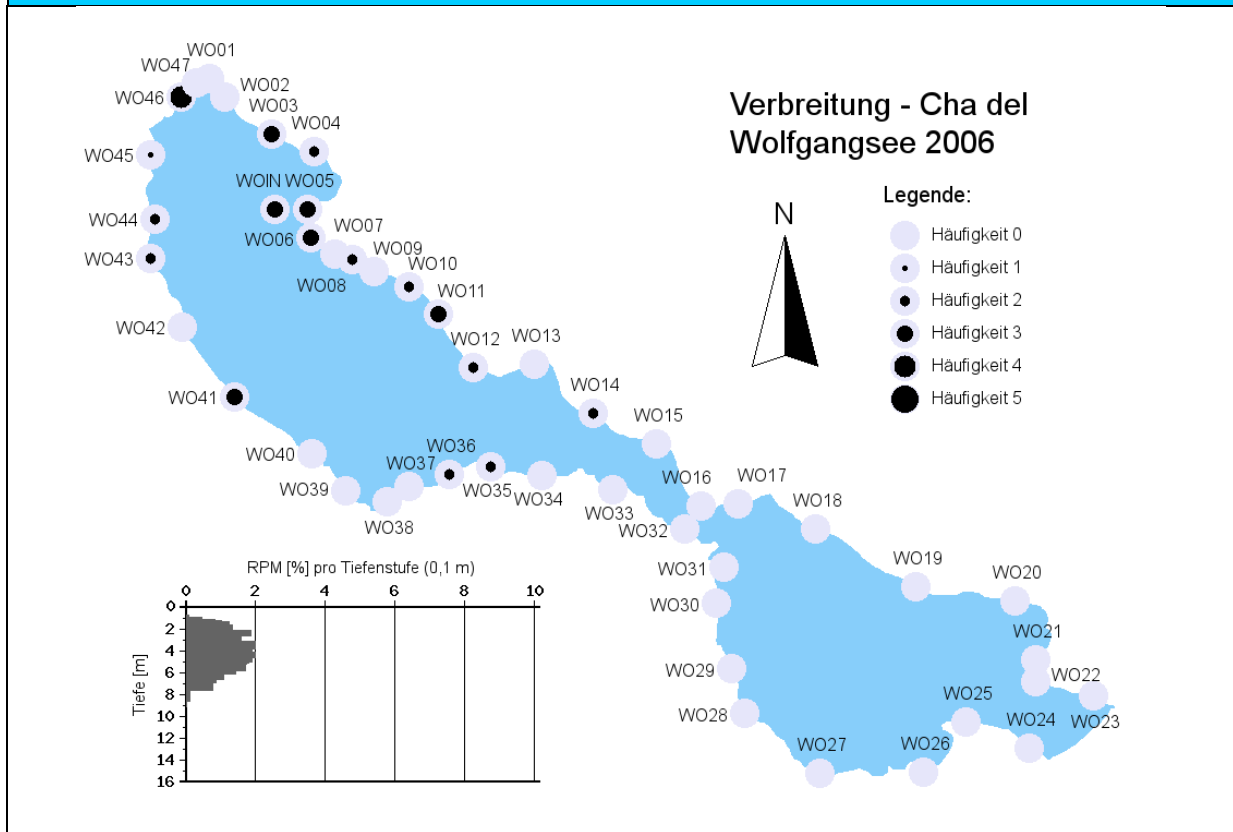 Verbreitung - Cha del
Wolfgangsee 2006
Legende:
Häufigkeit 0
Häufigkeit 1
Häufigkeit 2
Häufigkeit 3
Häufigkeit 4
Häufigkeit 5
N
WO01
WO47
WO02
WO46
WO03
WO04
WO45
WOIN WO05
WO44
WO07
WO06
WO09
WO43
WO10
WO08
WO11
WO42
WO12
WO13
WO41
WO14
WO15
WO36
WO40
WO37
WO35
WO34
WO39
WO33
WO38
WO16
WO17
WO18
WO32
WO31
WO19
WO20
WO30
WO21
WO29
WO22
WO25
WO28
WO24
WO23
WO27
WO26
RPM [%] pro Tiefenstufe (0,1 m)
0 2 4 6 8 10
Tiefe [m]
0
2
4
6
8
10
12
14
16